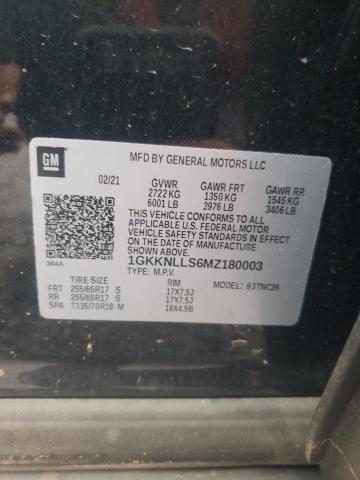 GM
MFD BY GENERAL MOTORS LLC
02/21 GVWR GAWR FRT GAWR RR
2722 KG 1350 KG 1545 KG
6001 LB 2976 LB 3406 LB
THIS VEHICLE CONFORMS TO ALL
APPLICABLE U.S. FEDERAL MOTOR
VEHICLE SAFETY AND THEFT PREVENTION
STANDARDS IN EFFECT ON THE DATE OF
MANUFACTURE SHOWN ABOVE.
1GKKNLLS6MZ180003
384A TYPE: M.P.V. MODEL: 63TNC26
TIRE SIZE RIM
FRT 255/65R17 S 17X7.5J
RR 255/65R17 S 17X7.5J
SPA T135/70R18 M 18X4.5B